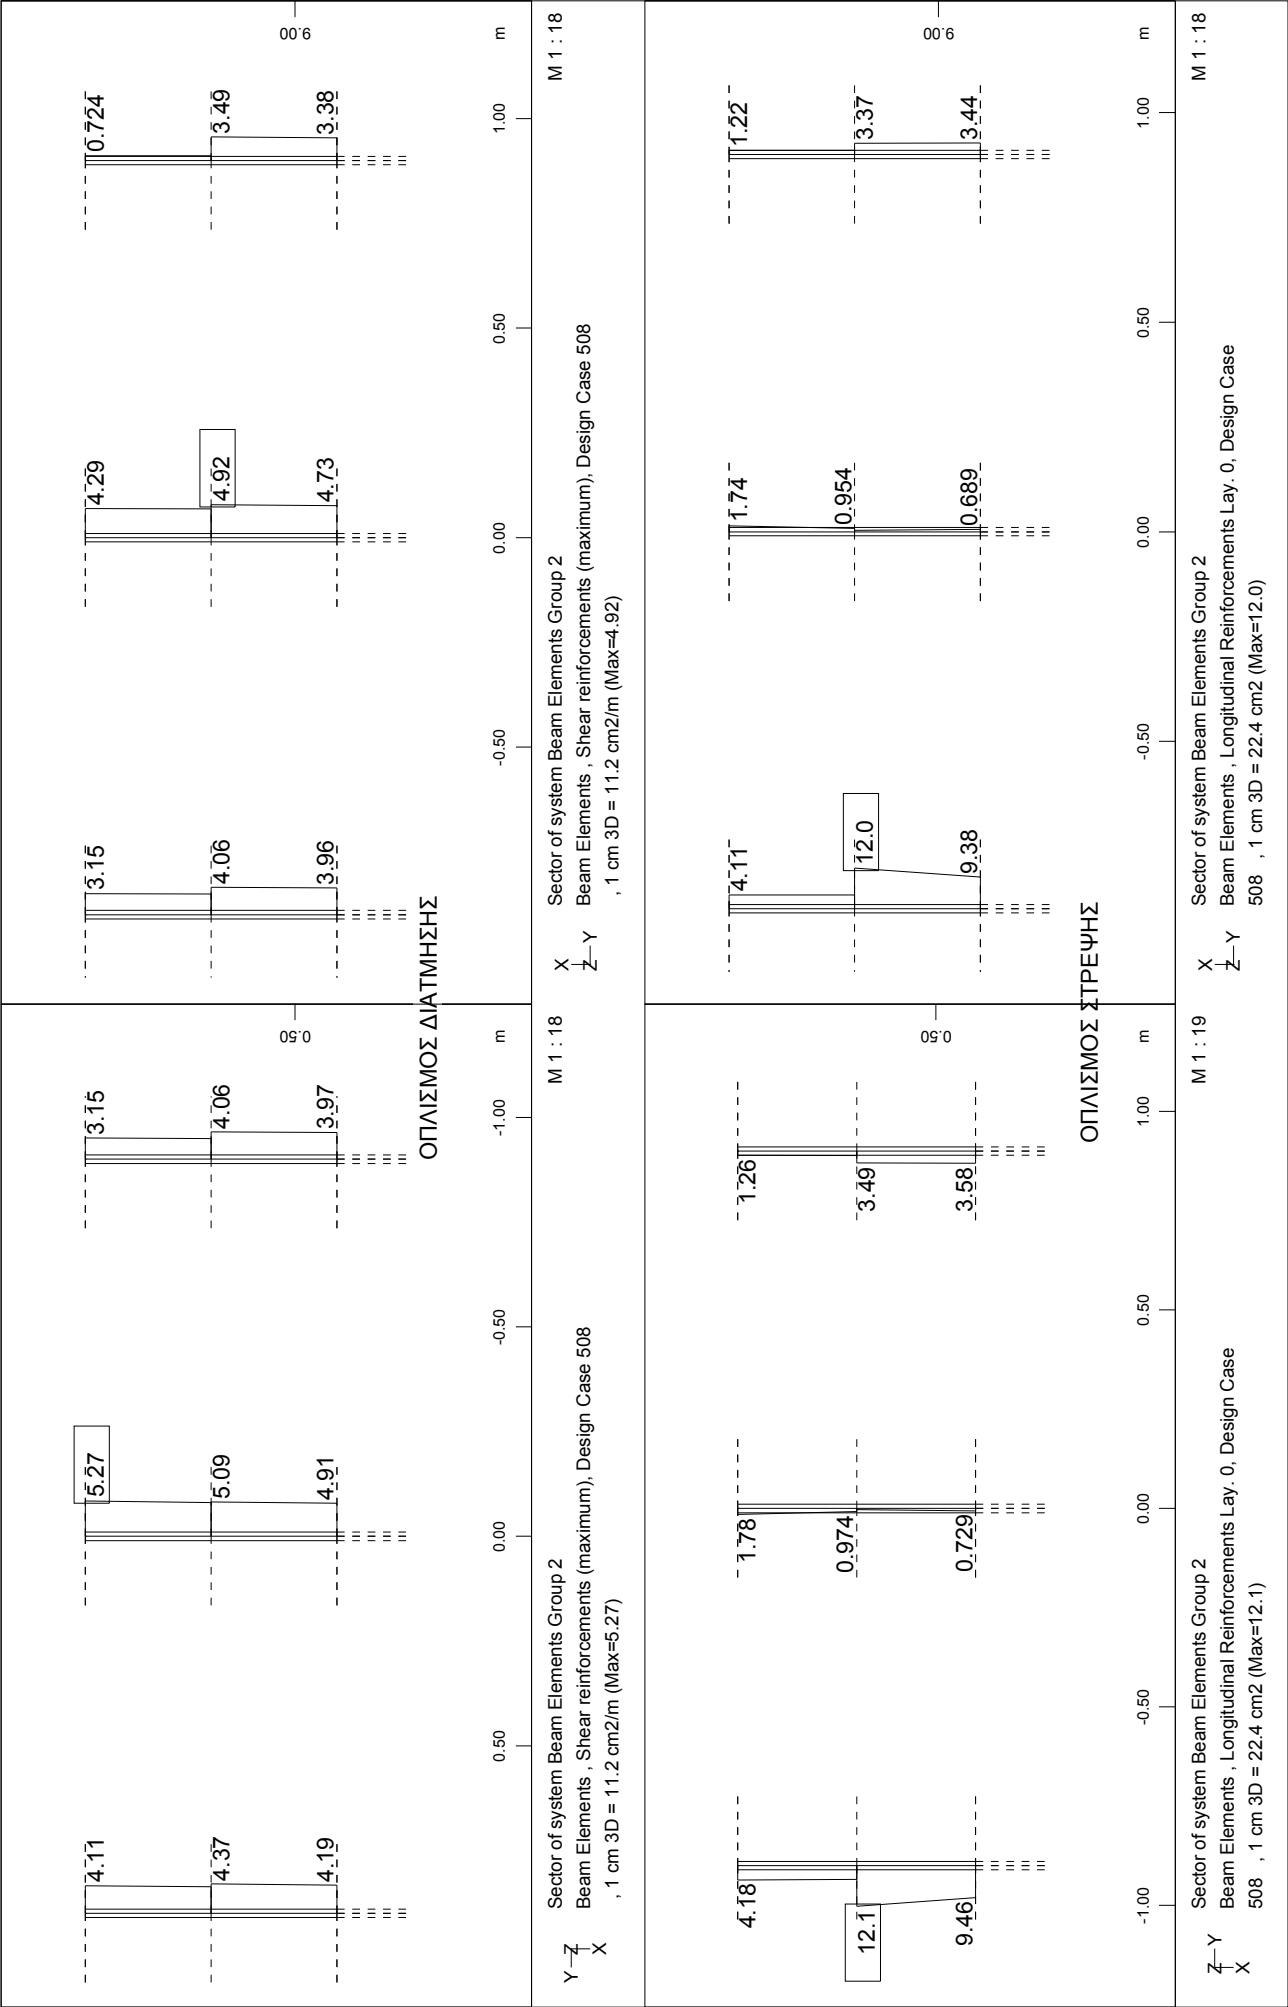 4.11 5.27 3.15
4.37 5.09 4.06
4.19 4.91 3.97
0.50
0.50 0.00 -0.50 -1.00 m
Y Z X
Sector of system Beam Elements Group 2
M 1 : 18
Beam Elements , Shear reinforcements (maximum), Design Case 508
, 1 cm 3D = 11.2 cm2/m (Max=5.27)
3.15 4.29 0.724
4.06 4.92 3.49
3.96 4.73 3.38
9.00
-0.50 0.00 0.50 1.00 m
X Z Y
Sector of system Beam Elements Group 2
M 1 : 18
Beam Elements , Shear reinforcements (maximum), Design Case 508
, 1 cm 3D = 11.2 cm2/m (Max=4.92)
ΟΠΛΙΣΜΟΣ ΔΙΑΤΜΗΣΗΣ
4.18 1.78 1.26
12.1 0.974 3.49
9.46 0.729 3.58
0.50
-1.00 -0.50 0.00 0.50 1.00 m
Z Y X
Sector of system Beam Elements Group 2
M 1 : 19
Beam Elements , Longitudinal Reinforcements Lay. 0, Design Case
508 , 1 cm 3D = 22.4 cm2 (Max=12.1)
4.11 1.74 1.22
12.0 0.954 3.37
9.38 0.689 3.44
9.00
-0.50 0.00 0.50 1.00 m
X Z Y
Sector of system Beam Elements Group 2
M 1 : 18
Beam Elements , Longitudinal Reinforcements Lay. 0, Design Case
508 , 1 cm 3D = 22.4 cm2 (Max=12.0)
ΟΠΛΙΣΜΟΣ ΣΤΡΕΨΗΣ